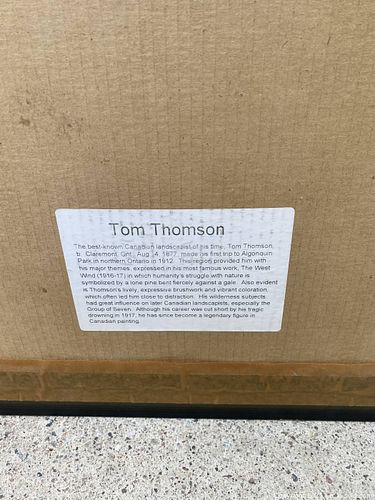 Tom Thomson
The best-known Canadian landscapist of his time, Tom Thomson,
b. Claremont, Ont., Aug. 4, 1877, made his first trip to Algonquin
Park in northern Ontario in 1912. This region provided him with
his major themes, expressed in his most famous work, The West
Wind (1916-17) in which humanity's struggle with nature is
symbolized by a lone pine bent fiercely against a gale. Also evident
is Thomson's lively, expressive brushwork and vibrant coloration,
which often led him close to distraction. His wilderness subjects
had great influence on later Canadian landscapists, especially the
Group of Seven. Although his career was cut short by his tragic
drowning in 1917, he has since become a legendary figure in
Canadian painting.